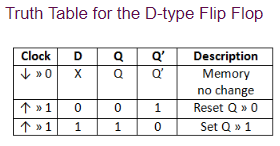 Truth Table for the D-type Flip Flop
Clock D Q Q' Description
↓ » 0 X Q Q' Memory
no change
↑ » 1 0 0 1 Reset Q » 0
↑ » 1 1 1 0 Set Q » 1